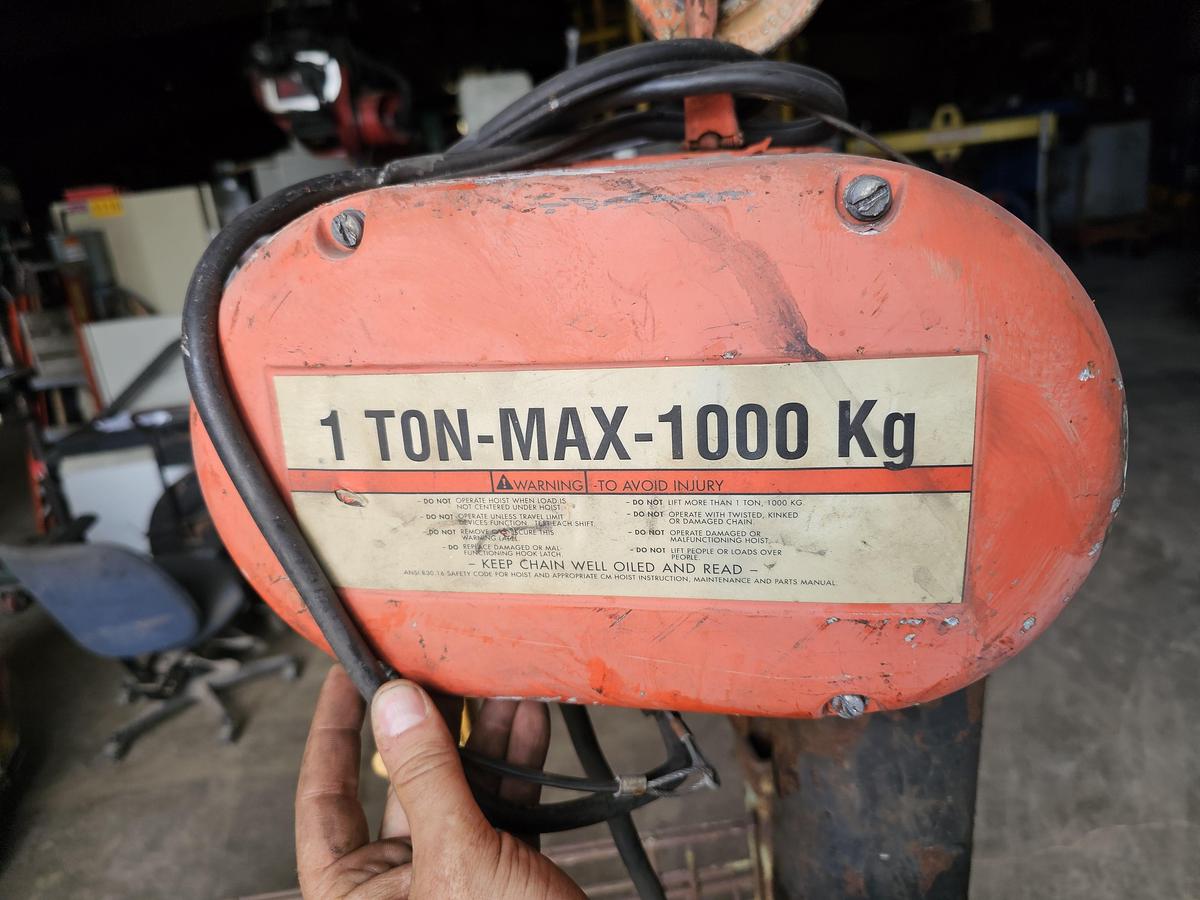 1 TON-MAX-1000 Kg
WARNING -TO AVOID INJURY
- DO NOT OPERATE HOIST WHEN LOAD IS
NOT CENTERED UNDER HOIST
- DO NOT OPERATE UNLESS TRAVEL LIMIT
DEVICES FUNCTION. TEST EACH SHIFT.
- DO NOT REMOVE OR OBSCURE THIS
WARNING LABEL
- DO REPLACE DAMAGED OR MAL-
FUNCTIONING HOOK LATCH.
- DO NOT LIFT MORE THAN 1 TON, 1000 KG.
- DO NOT OPERATE WITH TWISTED, KINKED
OR DAMAGED CHAIN.
- DO NOT OPERATE DAMAGED OR
MALFUNCTIONING HOIST.
- DO NOT LIFT PEOPLE OR LOADS OVER
PEOPLE.
- KEEP CHAIN WELL OILED AND READ -
ANSI B30.16 SAFETY CODE FOR HOIST AND APPROPRIATE CM HOIST INSTRUCTION, MAINTENANCE AND PARTS MANUAL.